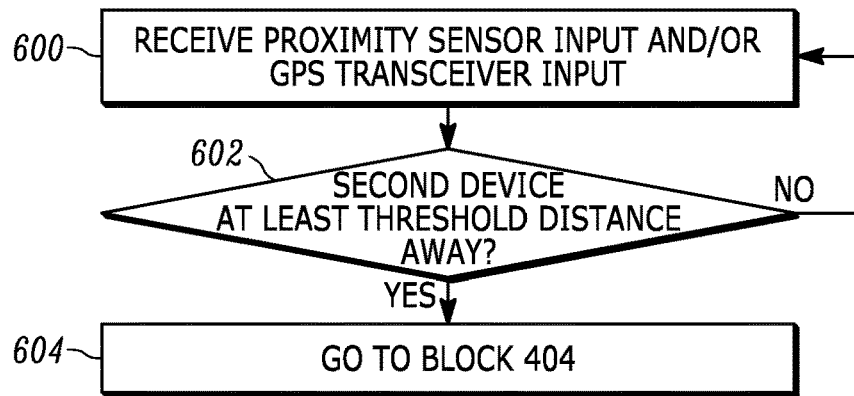 600
RECEIVE PROXIMITY SENSOR INPUT AND/OR
GPS TRANSCEIVER INPUT
602
SECOND DEVICE
AT LEAST THRESHOLD DISTANCE
AWAY?
NO
YES
604
GO TO BLOCK 404